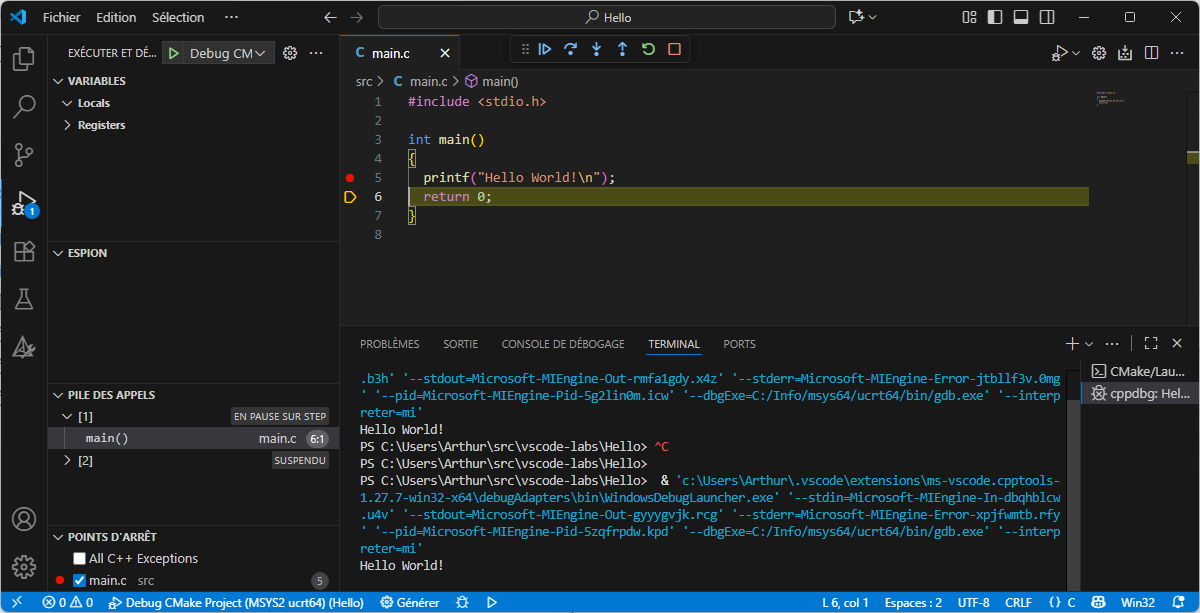 Fichier Edition Sélection ··· Hello
EXÉCUTER ET DÉ... Debug CM
VARIABLES
Locals
Registers
ESPION
PILE DES APPELS
[1] EN PAUSE SUR STEP
main() main.c 6:1
[2] SUSPENDU
POINTS D'ARRÊT
All C++ Exceptions
main.c src 5
1
C main.c
src > C main.c > main()
1 #include <stdio.h>
2
3 int main()
4 {
5 printf("Hello World!\n");
6 return 0;
7 }
8
PROBLÈMES SORTIE CONSOLE DE DÉBOGAGE TERMINAL PORTS
.b3h' '--stdout=Microsoft-MIEngine-Out-rmfa1gdy.x4z' '--stderr=Microsoft-MIEngine-Error-jtbllf3v.0mg
' '--pid=Microsoft-MIEngine-Pid-5g2lin0m.icw' '--dbgExe=C:/Info/msys64/ucrt64/bin/gdb.exe' '--interp
reter=mi'
Hello World!
PS C:\Users\Arthur\src\vscode-labs\Hello> ^C
PS C:\Users\Arthur\src\vscode-labs\Hello>
PS C:\Users\Arthur\src\vscode-labs\Hello>  & 'c:\Users\Arthur\.vscode\extensions\ms-vscode.cpptools-
1.27.7-win32-x64\debugAdapters\bin\WindowsDebugLauncher.exe' '--stdin=Microsoft-MIEngine-In-dbqhblcw
.u4v' '--stdout=Microsoft-MIEngine-Out-gyyygvjk.rcg' '--stderr=Microsoft-MIEngine-Error-xpjfwmtb.rfy
' '--pid=Microsoft-MIEngine-Pid-5zqfrpdw.kpd' '--dbgExe=C:/Info/msys64/ucrt64/bin/gdb.exe' '--interp
reter=mi'
Hello World!
CMake/Lau...
cppdbg: Hel...
0 0 Debug CMake Project (MSYS2 ucrt64) (Hello) Générer L 6, col 1 Espaces : 2 UTF-8 CRLF {} C Win32